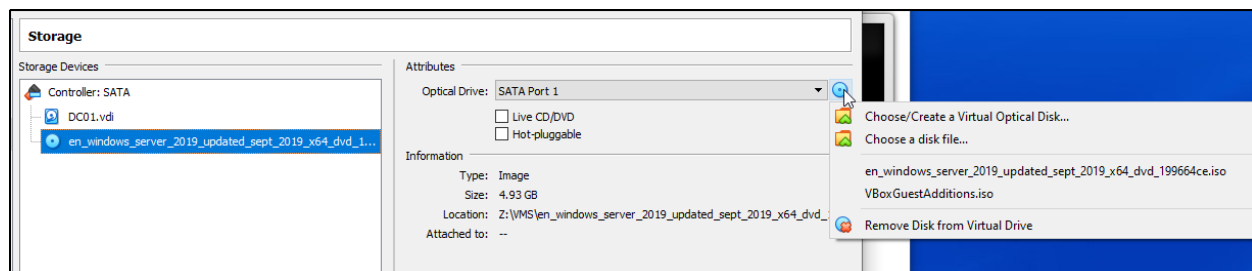 Storage
Storage Devices
Controller: SATA
DC01.vdi
en_windows_server_2019_updated_sept_2019_x64_dvd_1...
Attributes
Optical Drive: SATA Port 1
Live CD/DVD
Hot-pluggable
Information
Type: Image
Size: 4.93 GB
Location: Z:\VMS\en_windows_server_2019_updated_sept_2019_x64_dvd_
Attached to: --
Choose/Create a Virtual Optical Disk...
Choose a disk file...
en_windows_server_2019_updated_sept_2019_x64_dvd_199664ce.iso
VBoxGuestAdditions.iso
Remove Disk from Virtual Drive